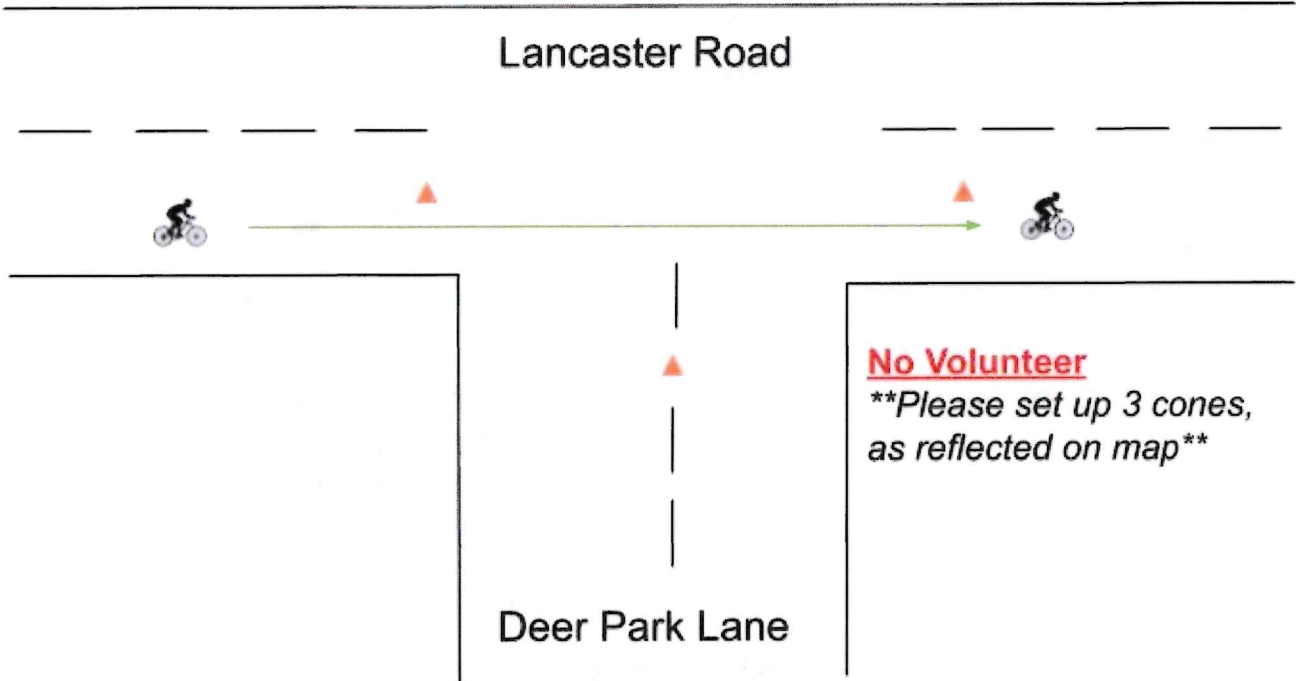 Lancaster Road
No Volunteer
**Please set up 3 cones,
as reflected on map**
Deer Park Lane